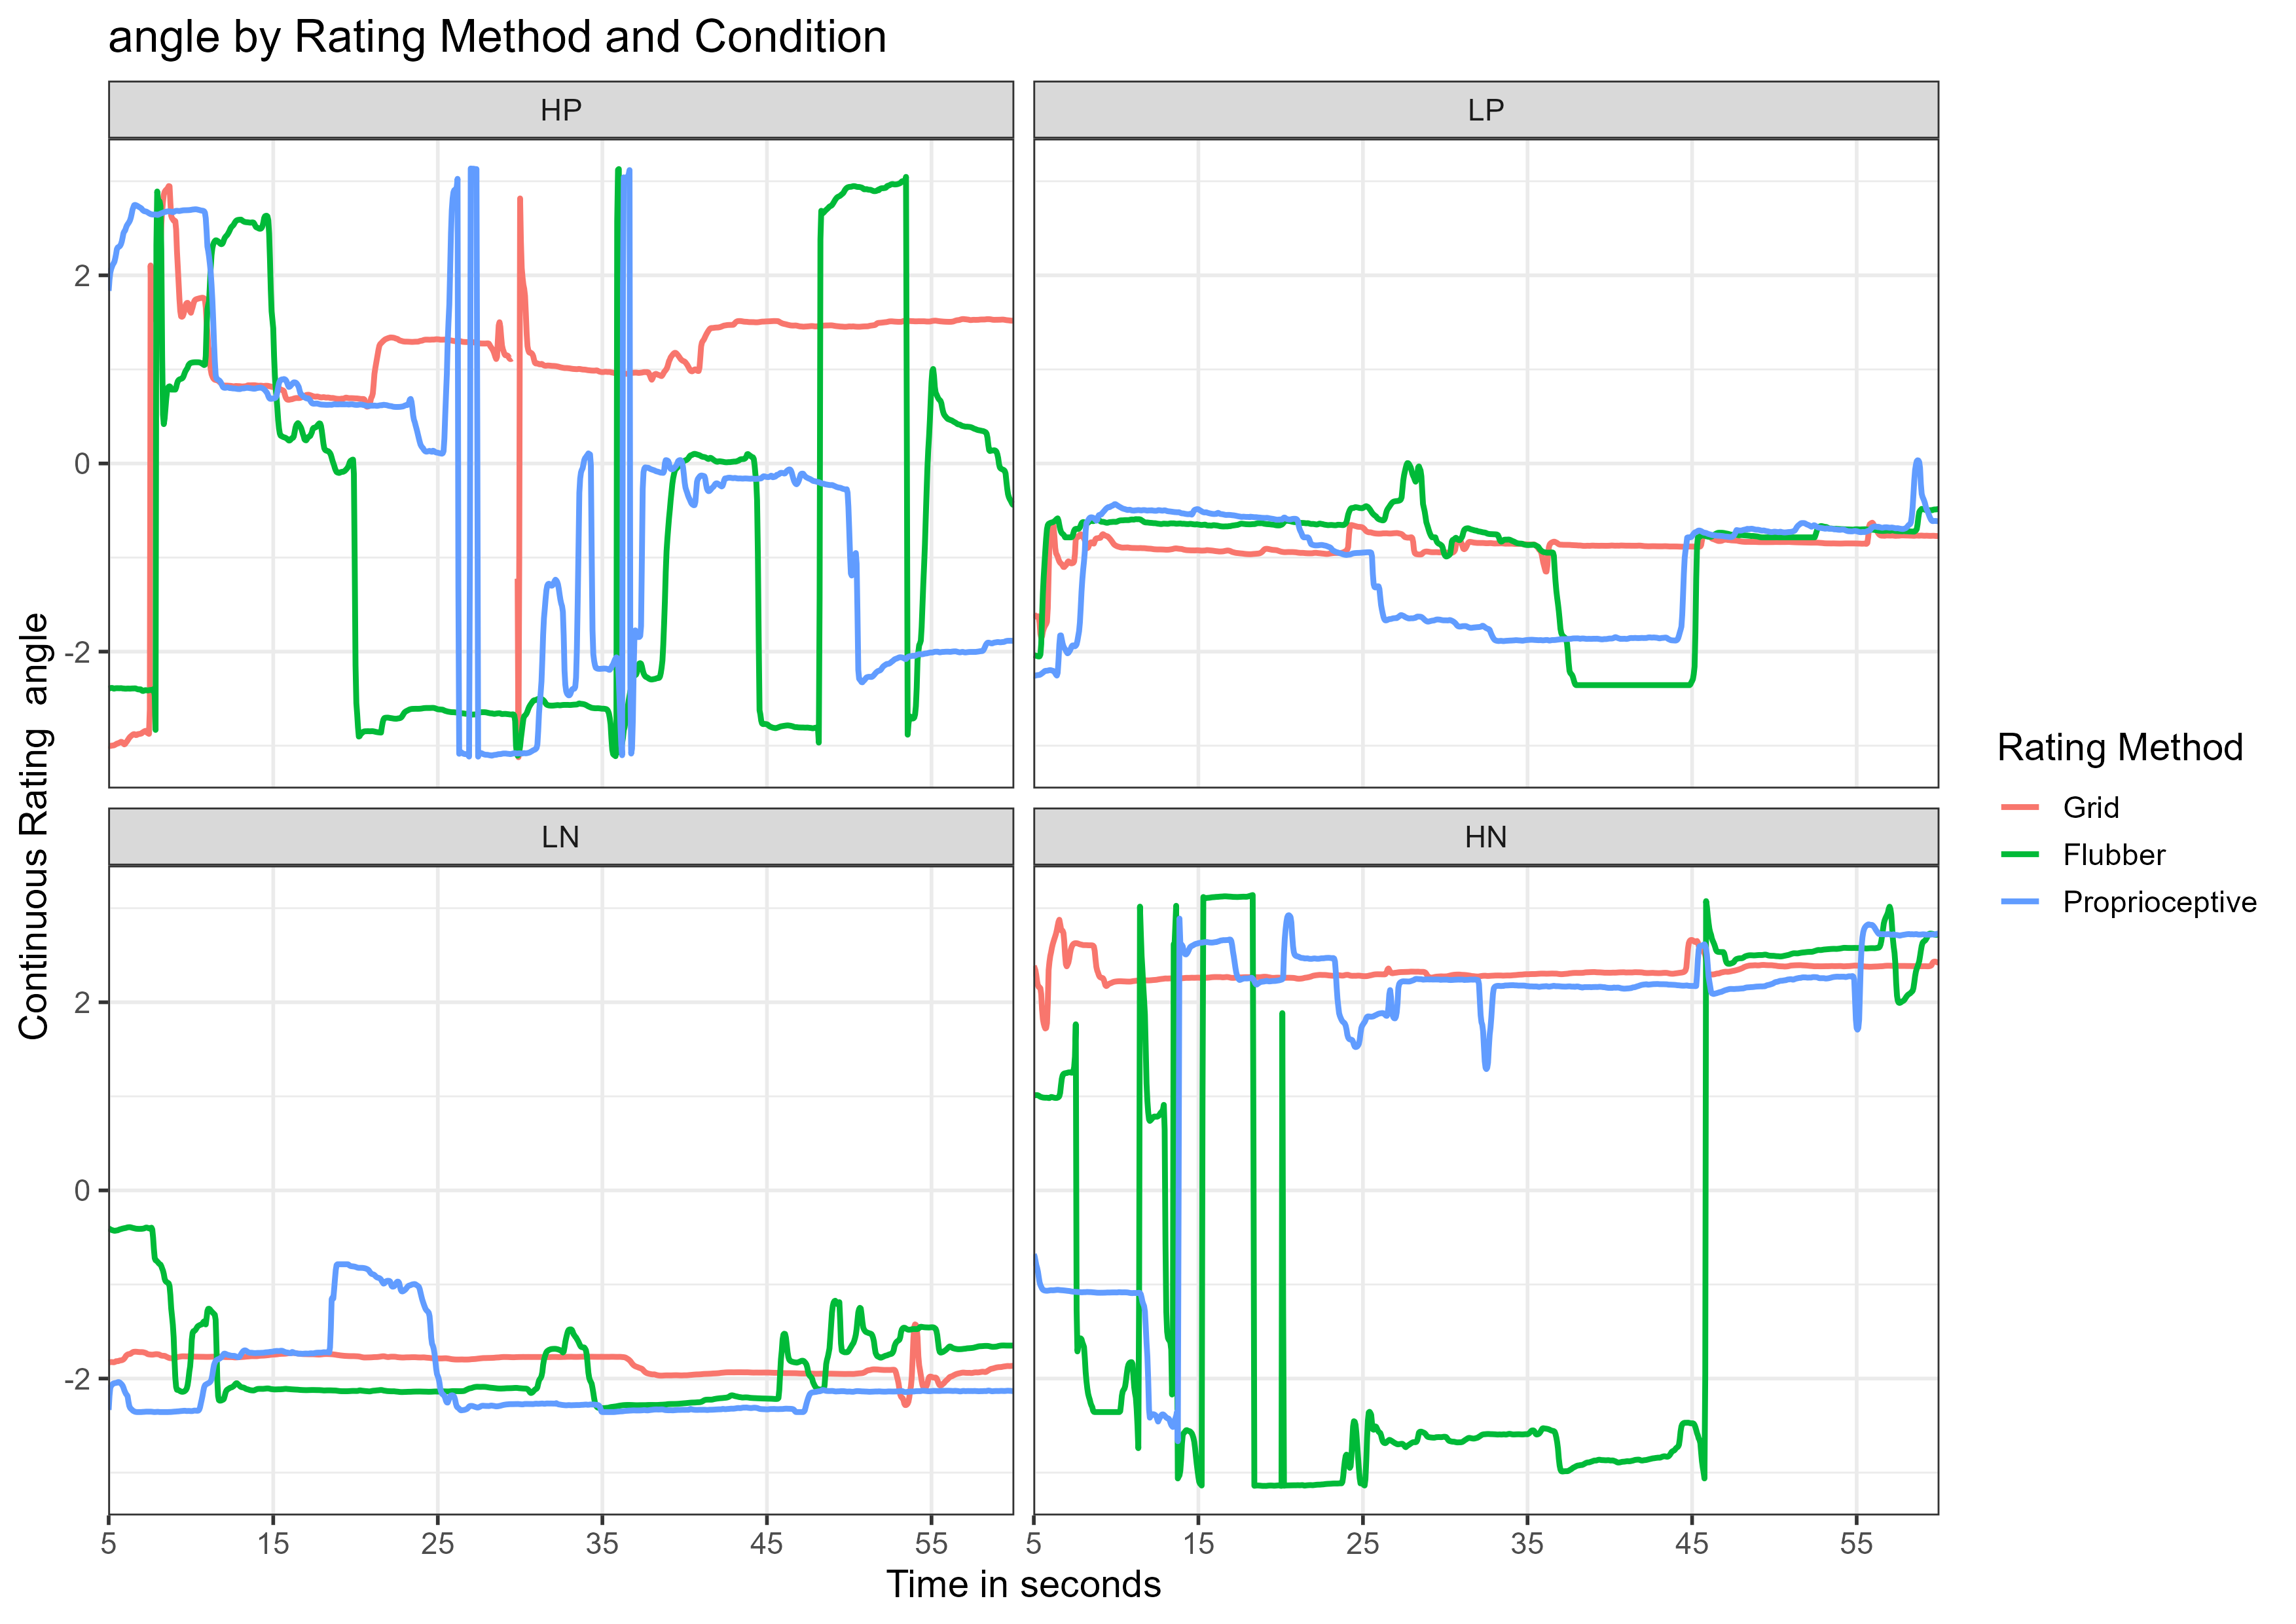 angle by Rating Method and Condition
HP
LP
2
0
-2
LN
HN
2
0
-2
5
15
25
35
45
55
5
15
25
35
45
55
Time in seconds
Continuous Rating  angle
Rating Method
Grid
Flubber
Proprioceptive